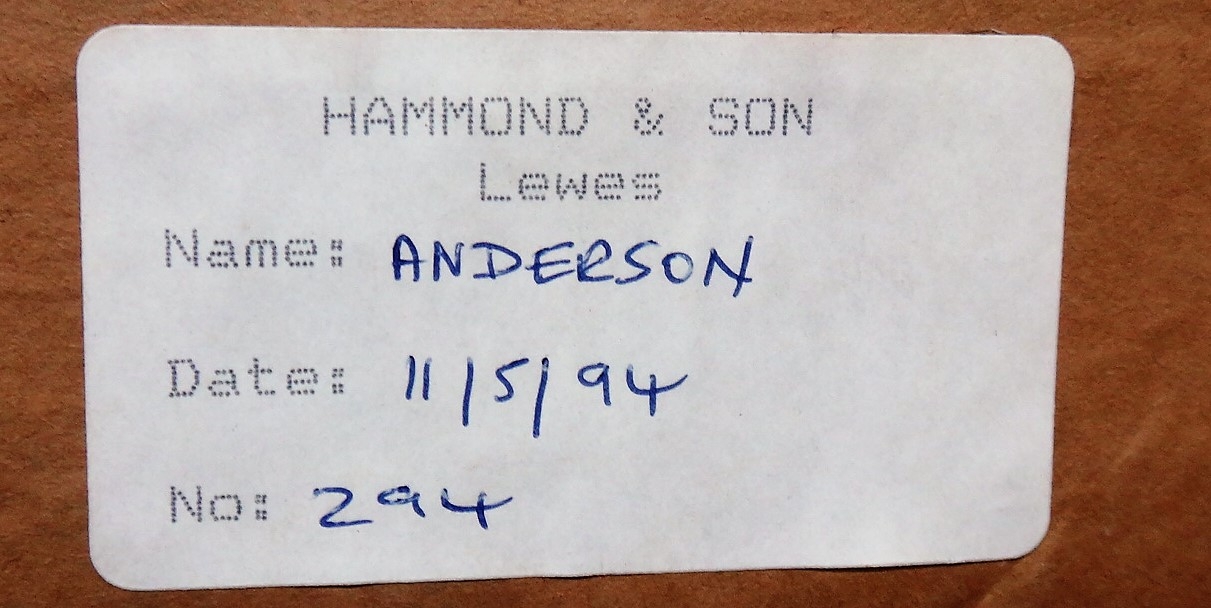 HAMMOND & SON
Lewes
Name: ANDERSON
Date: 11/5/94
No: 294